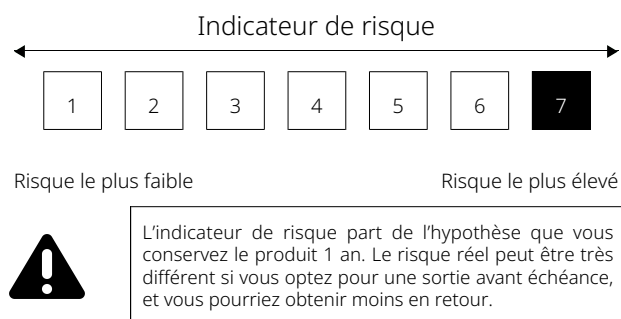 Indicateur de risque
1 2 3 4 5 6 7
Risque le plus faible Risque le plus élevé
L'indicateur de risque part de l'hypothèse que vous
conservez le produit 1 an. Le risque réel peut être très
différent si vous optez pour une sortie avant échéance,
et vous pourriez obtenir moins en retour.